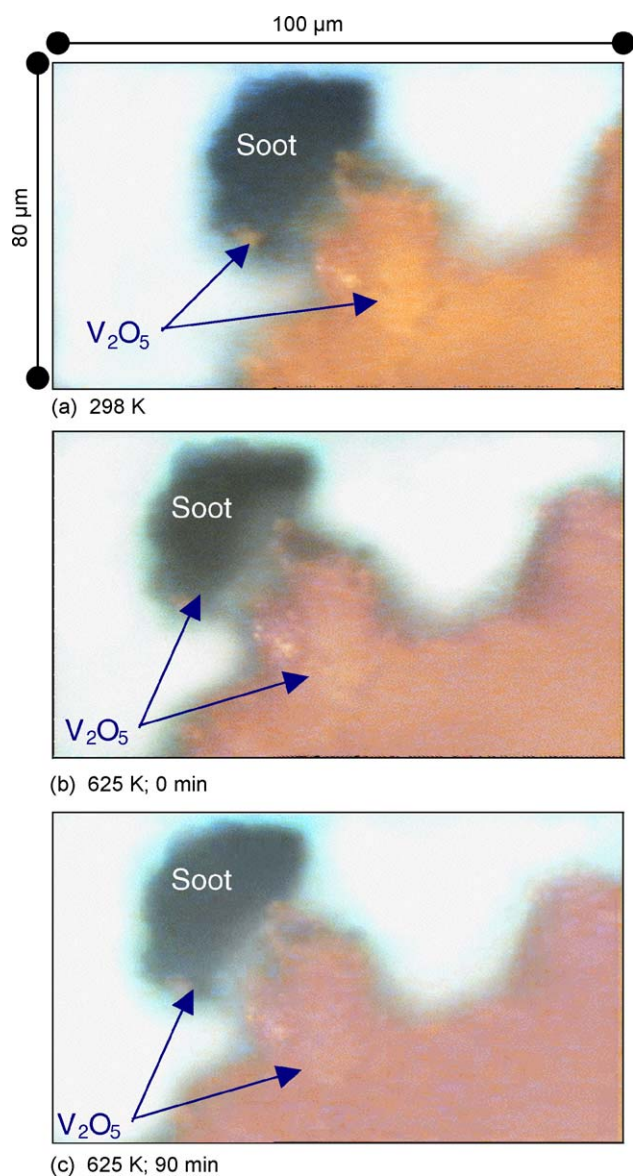 100 µm
80 µm
Soot
V₂O₅
(a) 298 K
Soot
V₂O₅
(b) 625 K; 0 min
Soot
V₂O₅
(c) 625 K; 90 min